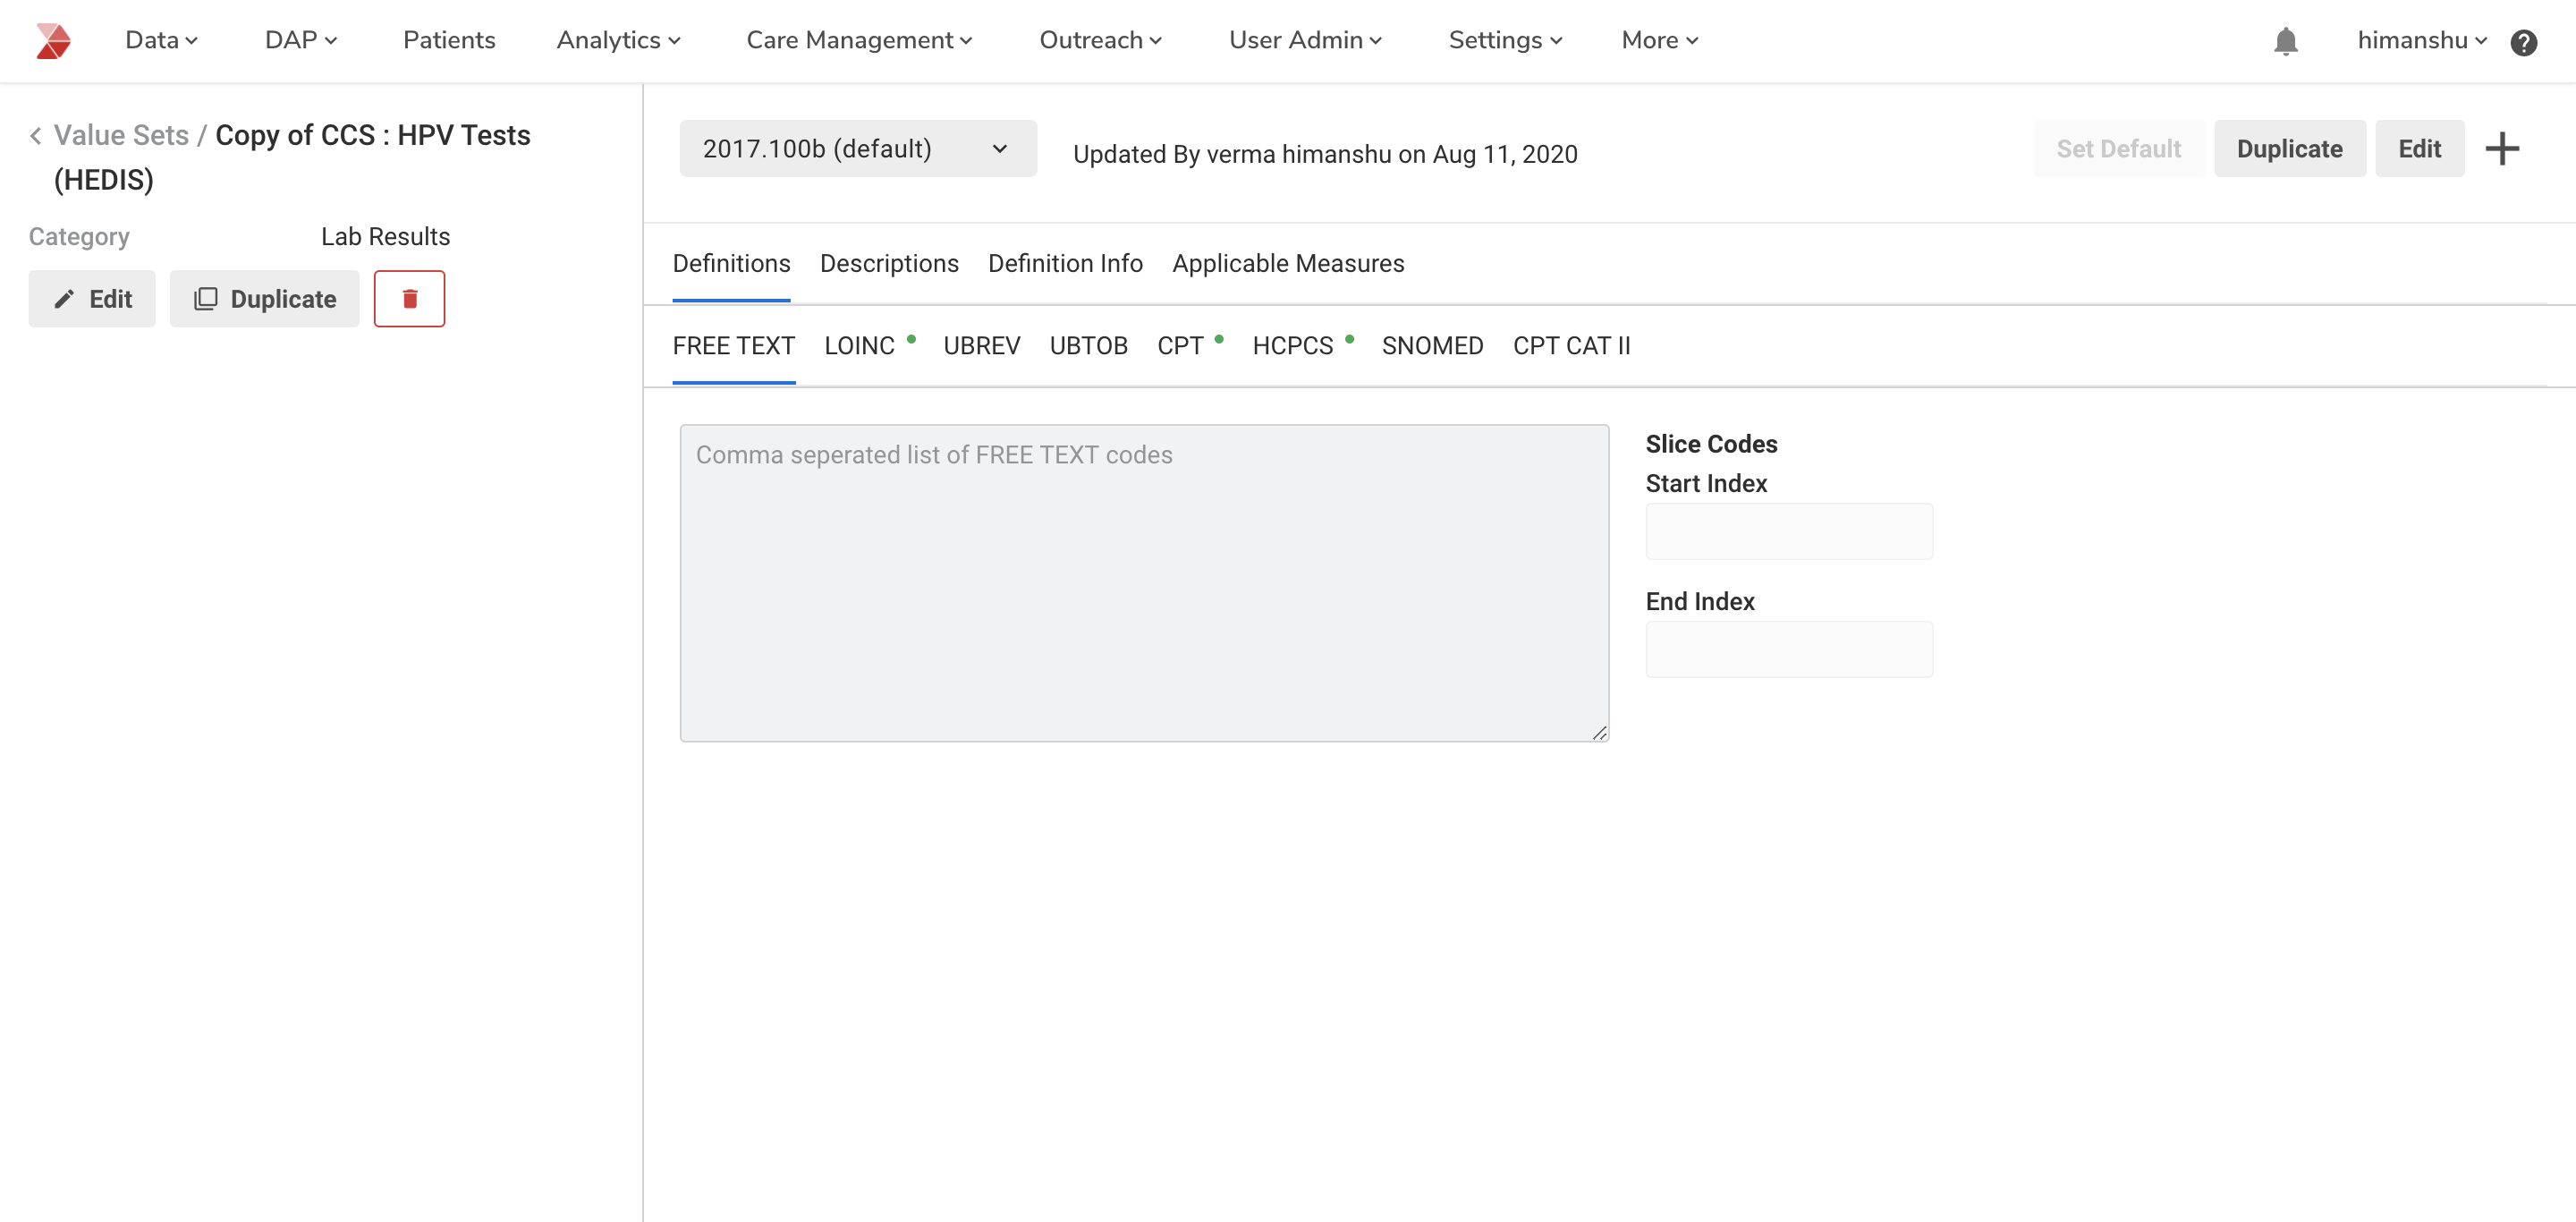 Data DAP Patients Analytics Care Management Outreach User Admin Settings More himanshu ?
Value Sets / Copy of CCS : HPV Tests
(HEDIS)
Category Lab Results
Edit Duplicate
2017.100b (default) Updated By verma himanshu on Aug 11, 2020 Set Default Duplicate Edit
Definitions Descriptions Definition Info Applicable Measures
FREE TEXT LOINC UBREV UBTOB CPT HCPCS SNOMED CPT CAT II
Comma seperated list of FREE TEXT codes
Slice Codes
Start Index
End Index